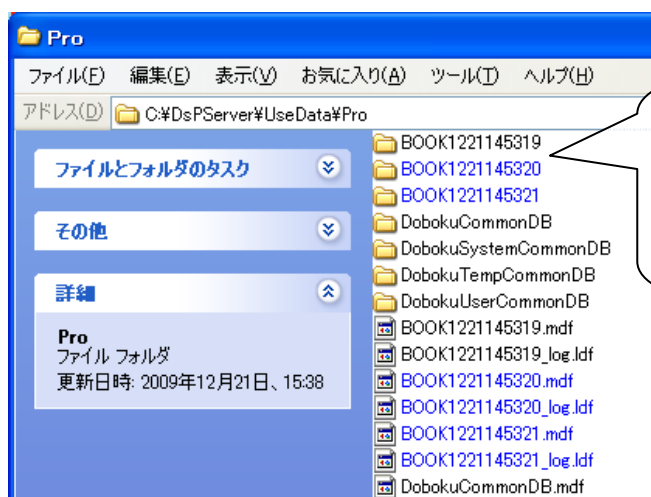 Pro
ファイル(F) 編集(E) 表示(V) お気に入り(A) ツール(T) ヘルプ(H)
アドレス(D) C:¥DsPServer¥UseData¥Pro
ファイルとフォルダのタスク
その他
詳細
Pro
ファイル フォルダ
更新日時: 2009年12月21日、15:38
BOOK1221145319
BOOK1221145320
BOOK1221145321
DobokuCommonDB
DobokuSystemCommonDB
DobokuTempCommonDB
DobokuUserCommonDB
BOOK1221145319.mdf
BOOK1221145319_log.ldf
BOOK1221145320.mdf
BOOK1221145320_log.ldf
BOOK1221145321.mdf
BOOK1221145321_log.ldf
DobokuCommonDB.mdf